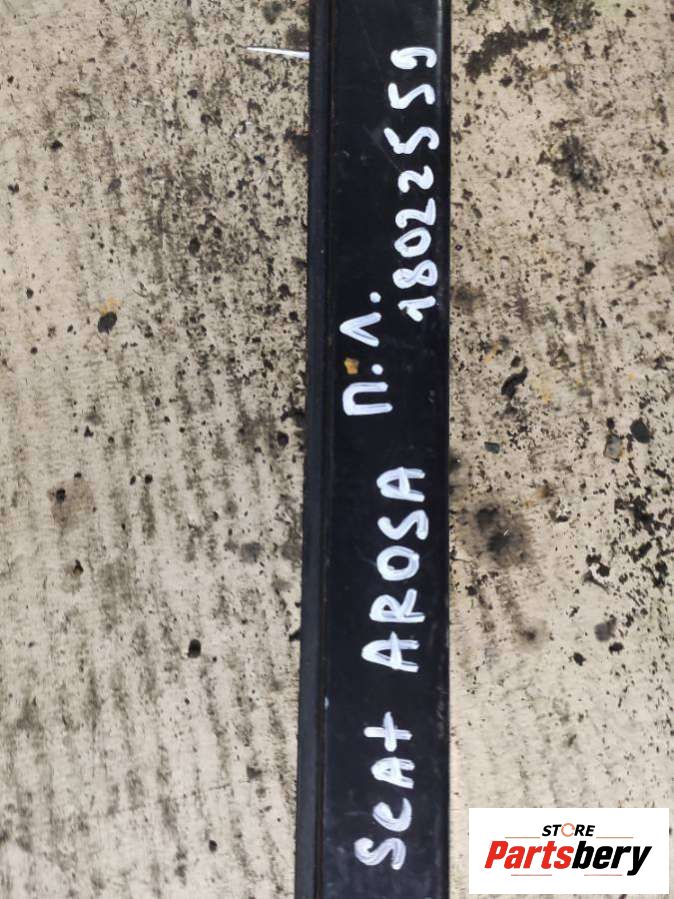 Seat AROSA П.Л.
18022559
STORE
Partsbery